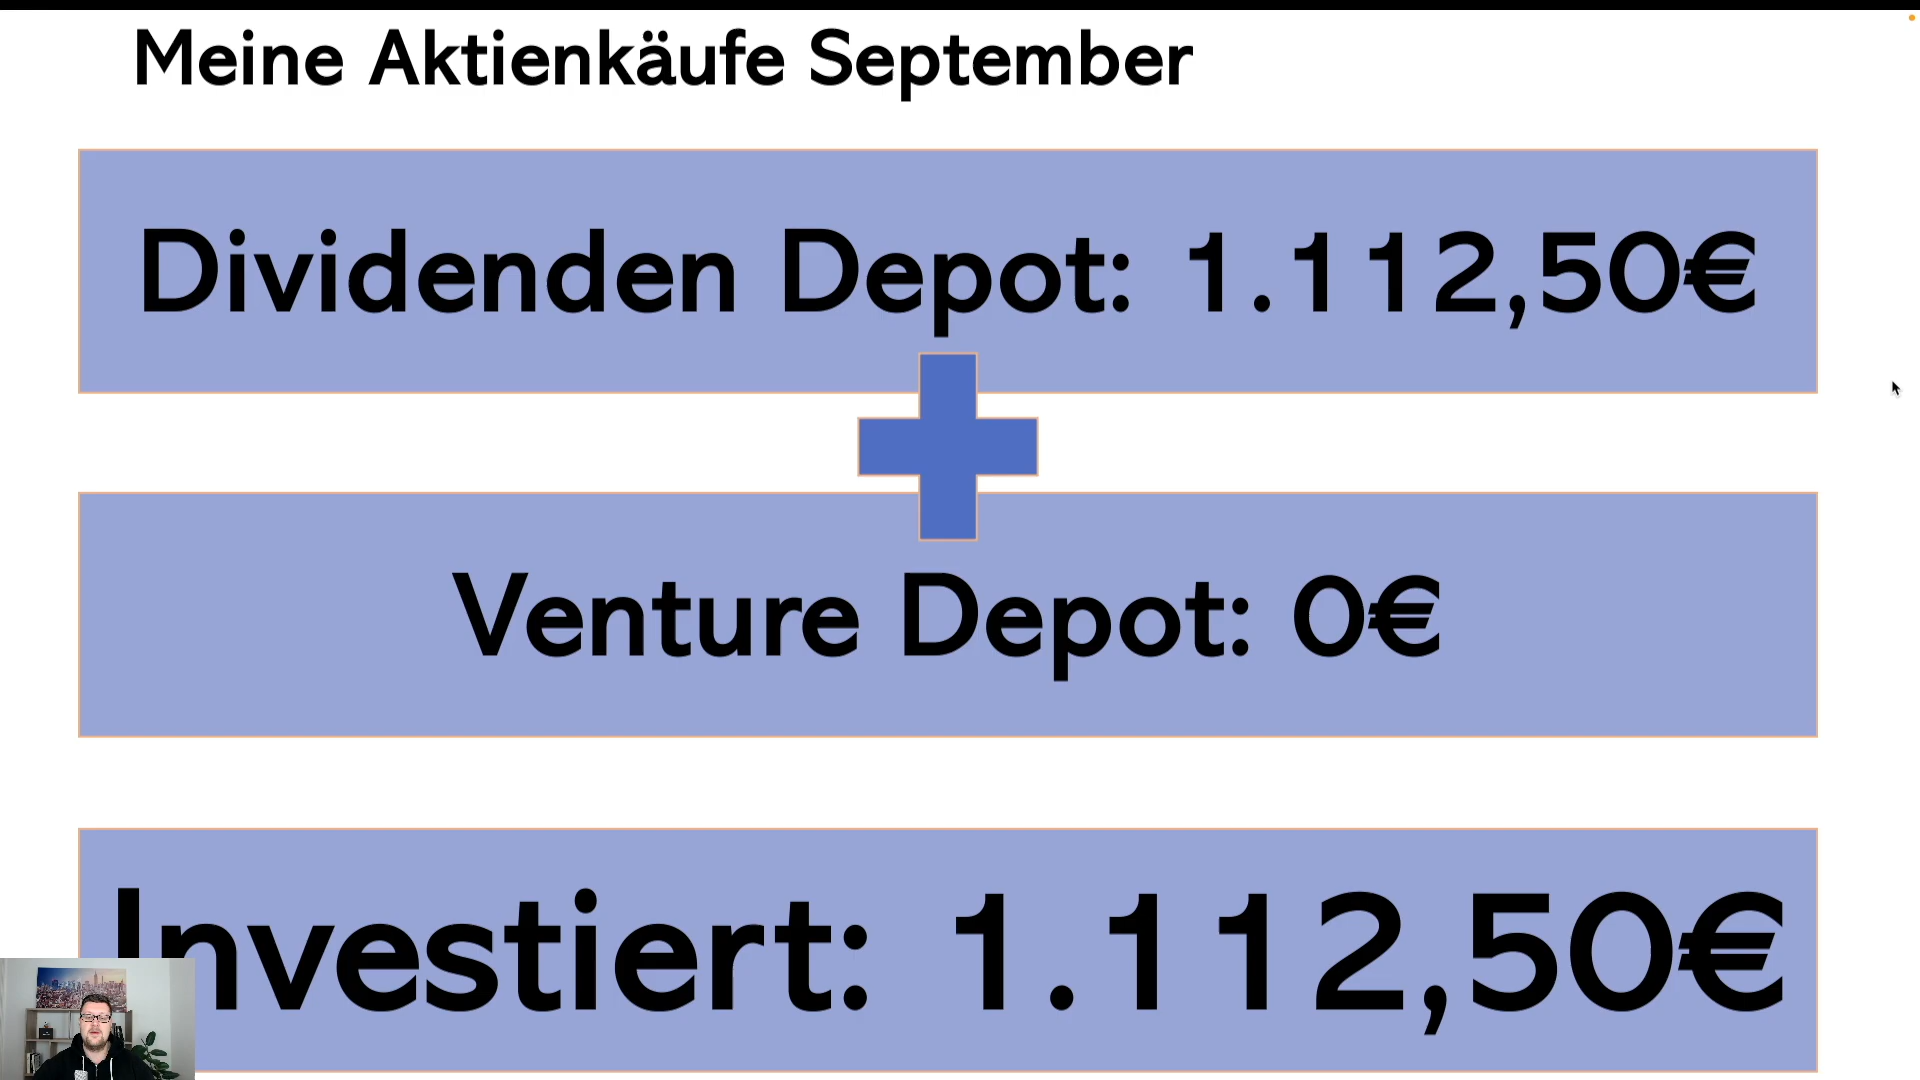 Meine Aktienkäufe September
Dividenden Depot: 1.112,50€
Venture Depot: 0€
Investiert: 1.112,50€